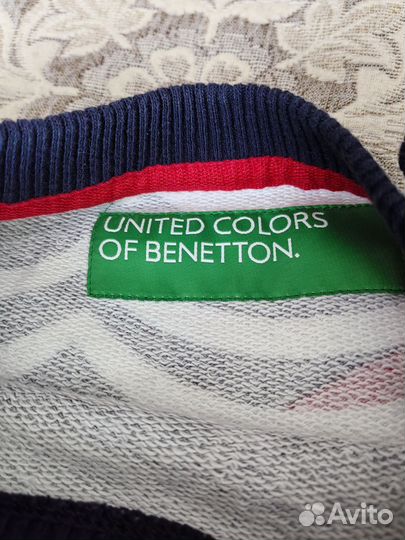 UNITED COLORS
OF BENETTON.
Avito